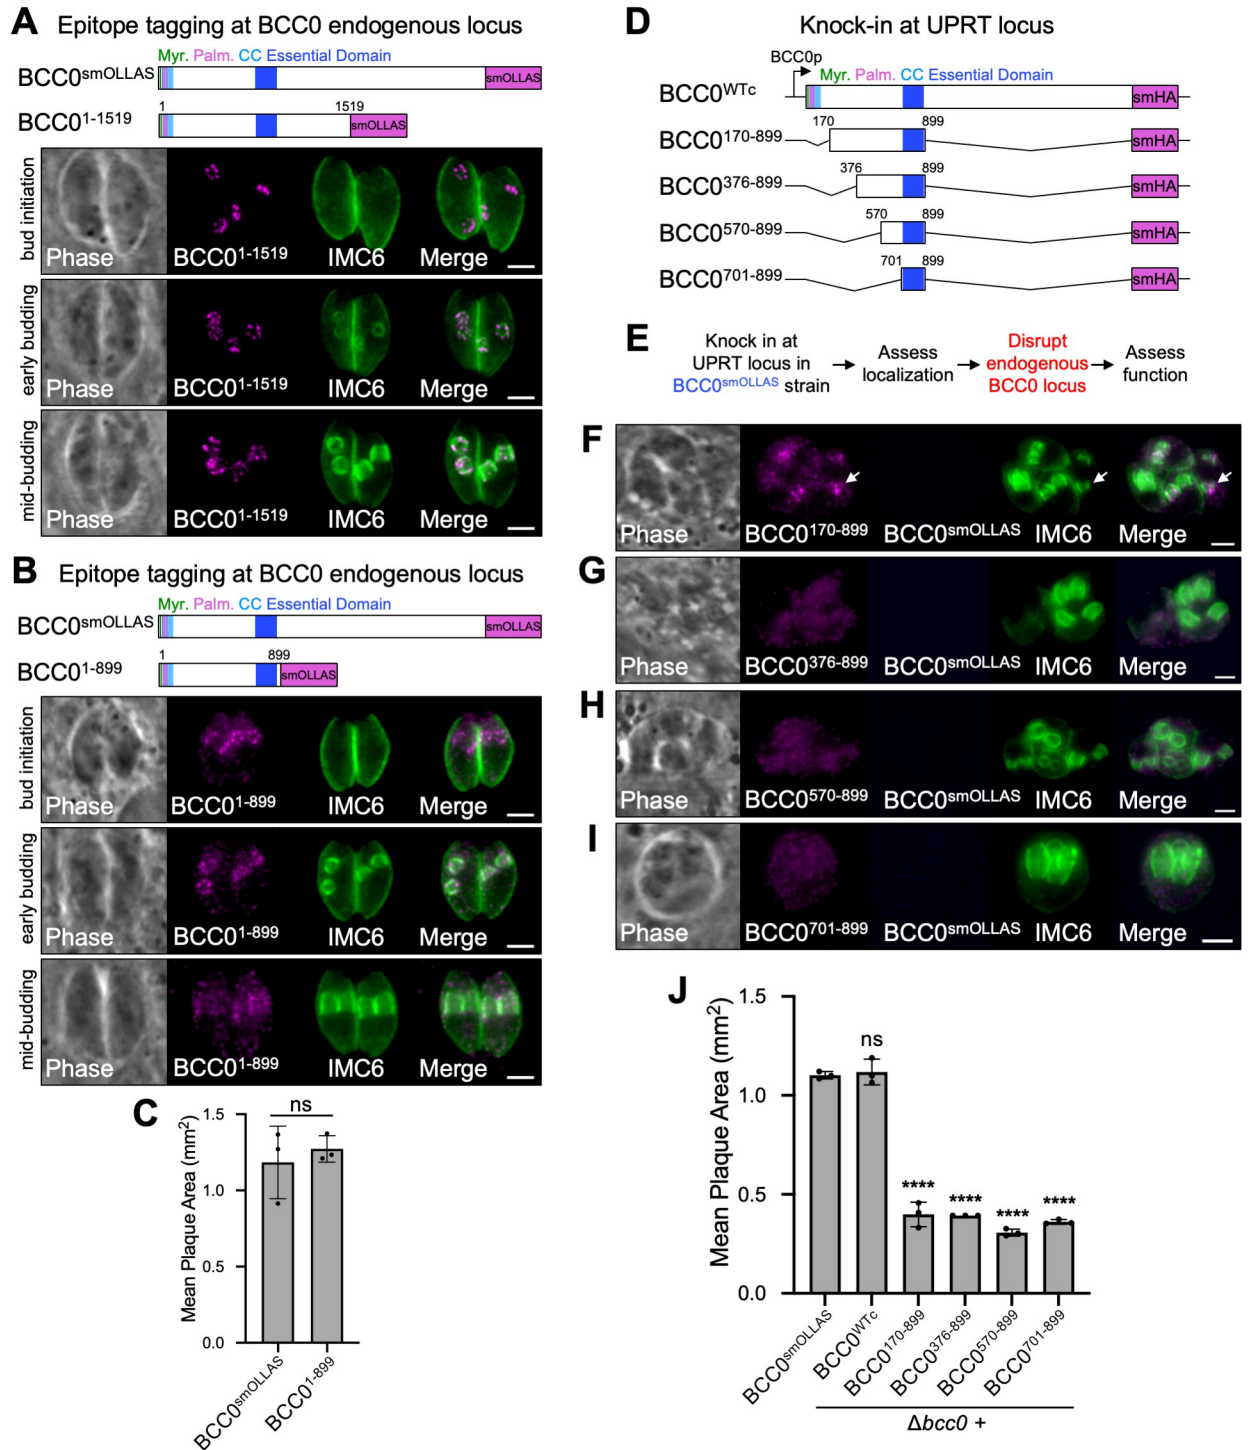 A Epitope tagging at BCC0 endogenous locus
Myr. Palm. CC Essential Domain
BCC0smOLLAS
smOLLAS
1 1519
BCC01-1519
smOLLAS
bud initiation
Phase BCC01-1519 IMC6 Merge
early budding
Phase BCC01-1519 IMC6 Merge
mid-budding
Phase BCC01-1519 IMC6 Merge
B Epitope tagging at BCC0 endogenous locus
Myr. Palm. CC Essential Domain
BCC0smOLLAS
smOLLAS
1 899
BCC01-899
smOLLAS
bud initiation
Phase BCC01-899 IMC6 Merge
early budding
Phase BCC01-899 IMC6 Merge
mid-budding
Phase BCC01-899 IMC6 Merge
C
Mean Plaque Area (mm2)
1.5
1.0
0.5
0.0
ns
BCC0smOLLAS
BCC01-899
D Knock-in at UPRT locus
BCC0p
Myr. Palm. CC Essential Domain
BCC0WTc
smHA
170 899
BCC0170-899
smHA
376 899
BCC0376-899
smHA
570 899
BCC0570-899
smHA
701 899
BCC0701-899
smHA
E
Knock in at
UPRT locus in
BCC0smOLLAS strain
Assess
localization
Disrupt
endogenous
BCC0 locus
Assess
function
F
Phase BCC0170-899 BCC0smOLLAS IMC6 Merge
G
Phase BCC0376-899 BCC0smOLLAS IMC6 Merge
H
Phase BCC0570-899 BCC0smOLLAS IMC6 Merge
I
Phase BCC0701-899 BCC0smOLLAS IMC6 Merge
J
Mean Plaque Area (mm2)
1.5
1.0
0.5
0.0
ns
**** **** **** ****
BCC0smOLLAS
BCC0WTc
BCC0170-899
BCC0376-899
BCC0570-899
BCC0701-899
Δbcc0 +